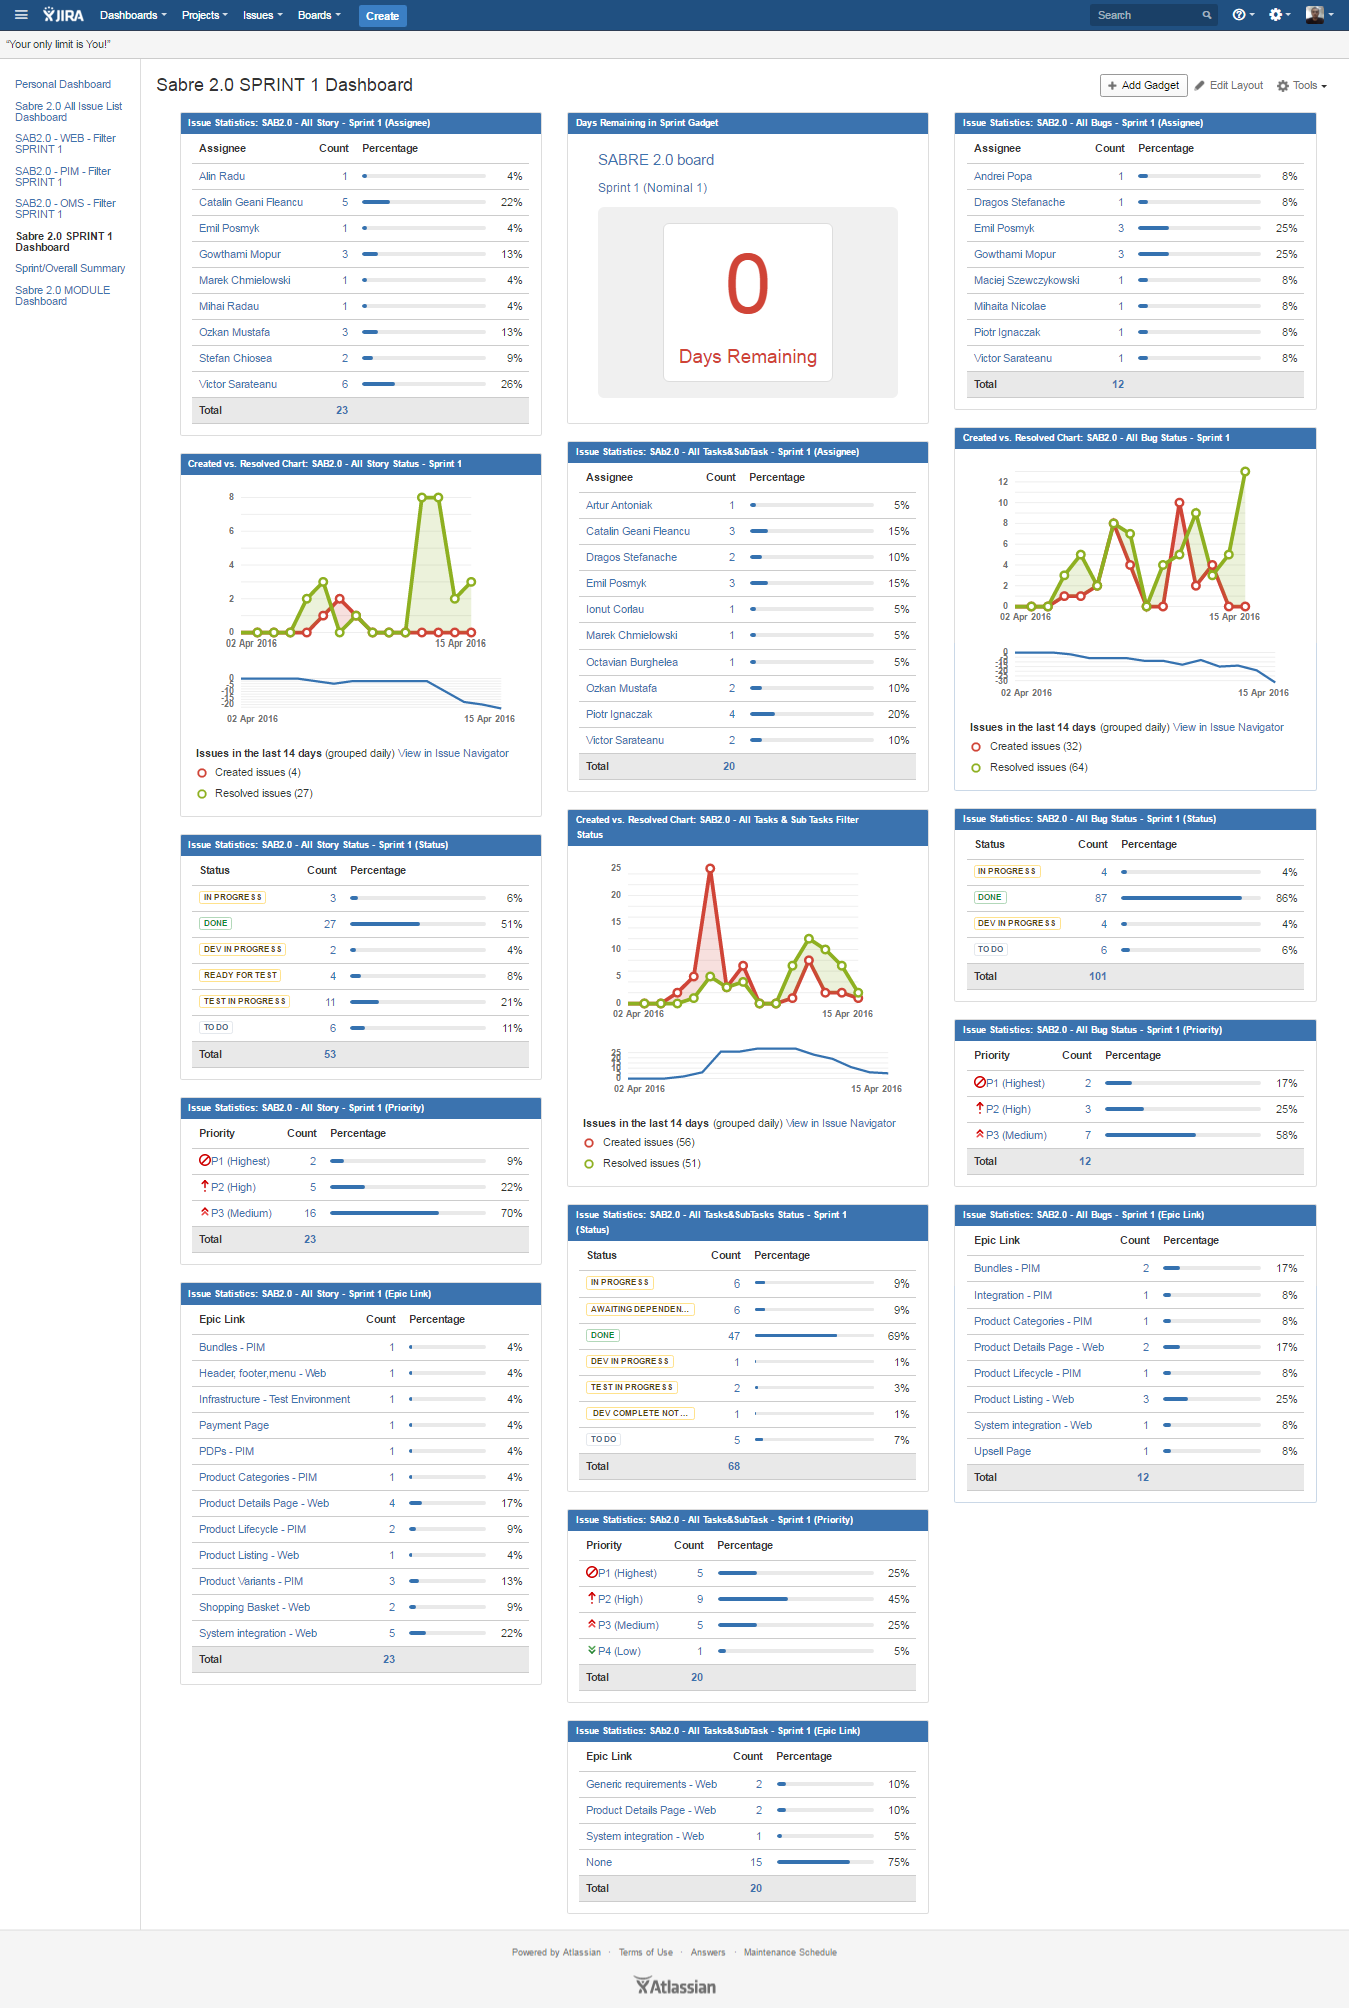 JIRA Dashboards Projects Issues Boards Create Search
“Your only limit is You!”
Personal Dashboard
Sabre 2.0 All Issue List
Dashboard
SAB2.0 - WEB - Filter
SPRINT 1
SAB2.0 - PIM - Filter
SPRINT 1
SAB2.0 - OMS - Filter
SPRINT 1
Sabre 2.0 SPRINT 1
Dashboard
Sprint/Overall Summary
Sabre 2.0 MODULE
Dashboard
Sabre 2.0 SPRINT 1 Dashboard
Add Gadget Edit Layout Tools
Issue Statistics: SAB2.0 - All Story - Sprint 1 (Assignee)
Assignee Count Percentage
Alin Radu 1 4%
Catalin Geani Fleancu 5 22%
Emil Posmyk 1 4%
Gowthami Mopur 3 13%
Marek Chmielowski 1 4%
Mihai Radau 1 4%
Ozkan Mustafa 3 13%
Stefan Chiosea 2 9%
Victor Sarateanu 6 26%
Total 23
Created vs. Resolved Chart: SAB2.0 - All Story Status - Sprint 1
8
6
4
2
0
02 Apr 2016 15 Apr 2016
0
-5
-10
-15
-20
02 Apr 2016 15 Apr 2016
Issues in the last 14 days (grouped daily) View in Issue Navigator
Created issues (4)
Resolved issues (27)
Issue Statistics: SAB2.0 - All Story Status - Sprint 1 (Status)
Status Count Percentage
IN PROGRESS 3 6%
DONE 27 51%
DEV IN PROGRESS 2 4%
READY FOR TEST 4 8%
TEST IN PROGRESS 11 21%
TO DO 6 11%
Total 53
Issue Statistics: SAB2.0 - All Story - Sprint 1 (Priority)
Priority Count Percentage
P1 (Highest) 2 9%
P2 (High) 5 22%
P3 (Medium) 16 70%
Total 23
Issue Statistics: SAB2.0 - All Story - Sprint 1 (Epic Link)
Epic Link Count Percentage
Bundles - PIM 1 4%
Header, footer,menu - Web 1 4%
Infrastructure - Test Environment 1 4%
Payment Page 1 4%
PDPs - PIM 1 4%
Product Categories - PIM 1 4%
Product Details Page - Web 4 17%
Product Lifecycle - PIM 2 9%
Product Listing - Web 1 4%
Product Variants - PIM 3 13%
Shopping Basket - Web 2 9%
System integration - Web 5 22%
Total 23
Days Remaining in Sprint Gadget
SABRE 2.0 board
Sprint 1 (Nominal 1)
0
Days Remaining
Issue Statistics: SAb2.0 - All Tasks&SubTask - Sprint 1 (Assignee)
Assignee Count Percentage
Artur Antoniak 1 5%
Catalin Geani Fleancu 3 15%
Dragos Stefanache 2 10%
Emil Posmyk 3 15%
Ionut Corlau 1 5%
Marek Chmielowski 1 5%
Octavian Burghelea 1 5%
Ozkan Mustafa 2 10%
Piotr Ignaczak 4 20%
Victor Sarateanu 2 10%
Total 20
Created vs. Resolved Chart: SAB2.0 - All Tasks & Sub Tasks Filter
Status
25
20
15
10
5
0
02 Apr 2016 15 Apr 2016
25
20
15
10
5
0
02 Apr 2016 15 Apr 2016
Issues in the last 14 days (grouped daily) View in Issue Navigator
Created issues (56)
Resolved issues (51)
Issue Statistics: SAB2.0 - All Tasks&SubTasks Status - Sprint 1
(Status)
Status Count Percentage
IN PROGRESS 6 9%
AWAITING DEPENDEN... 6 9%
DONE 47 69%
DEV IN PROGRESS 1 1%
TEST IN PROGRESS 2 3%
DEV COMPLETE NOT... 1 1%
TO DO 5 7%
Total 68
Issue Statistics: SAb2.0 - All Tasks&SubTask - Sprint 1 (Priority)
Priority Count Percentage
P1 (Highest) 5 25%
P2 (High) 9 45%
P3 (Medium) 5 25%
P4 (Low) 1 5%
Total 20
Issue Statistics: SAb2.0 - All Tasks&SubTask - Sprint 1 (Epic Link)
Epic Link Count Percentage
Generic requirements - Web 2 10%
Product Details Page - Web 2 10%
System integration - Web 1 5%
None 15 75%
Total 20
Issue Statistics: SAB2.0 - All Bugs - Sprint 1 (Assignee)
Assignee Count Percentage
Andrei Popa 1 8%
Dragos Stefanache 1 8%
Emil Posmyk 3 25%
Gowthami Mopur 3 25%
Maciej Szewczykowski 1 8%
Mihaita Nicolae 1 8%
Piotr Ignaczak 1 8%
Victor Sarateanu 1 8%
Total 12
Created vs. Resolved Chart: SAB2.0 - All Bug Status - Sprint 1
12
10
8
6
4
2
0
02 Apr 2016 15 Apr 2016
0
-5
-10
-15
-20
-25
-30
02 Apr 2016 15 Apr 2016
Issues in the last 14 days (grouped daily) View in Issue Navigator
Created issues (32)
Resolved issues (64)
Issue Statistics: SAB2.0 - All Bug Status - Sprint 1 (Status)
Status Count Percentage
IN PROGRESS 4 4%
DONE 87 86%
DEV IN PROGRESS 4 4%
TO DO 6 6%
Total 101
Issue Statistics: SAB2.0 - All Bug Status - Sprint 1 (Priority)
Priority Count Percentage
P1 (Highest) 2 17%
P2 (High) 3 25%
P3 (Medium) 7 58%
Total 12
Issue Statistics: SAB2.0 - All Bugs - Sprint 1 (Epic Link)
Epic Link Count Percentage
Bundles - PIM 2 17%
Integration - PIM 1 8%
Product Categories - PIM 1 8%
Product Details Page - Web 2 17%
Product Lifecycle - PIM 1 8%
Product Listing - Web 3 25%
System integration - Web 1 8%
Upsell Page 1 8%
Total 12
Powered by Atlassian · Terms of Use · Answers · Maintenance Schedule
Atlassian